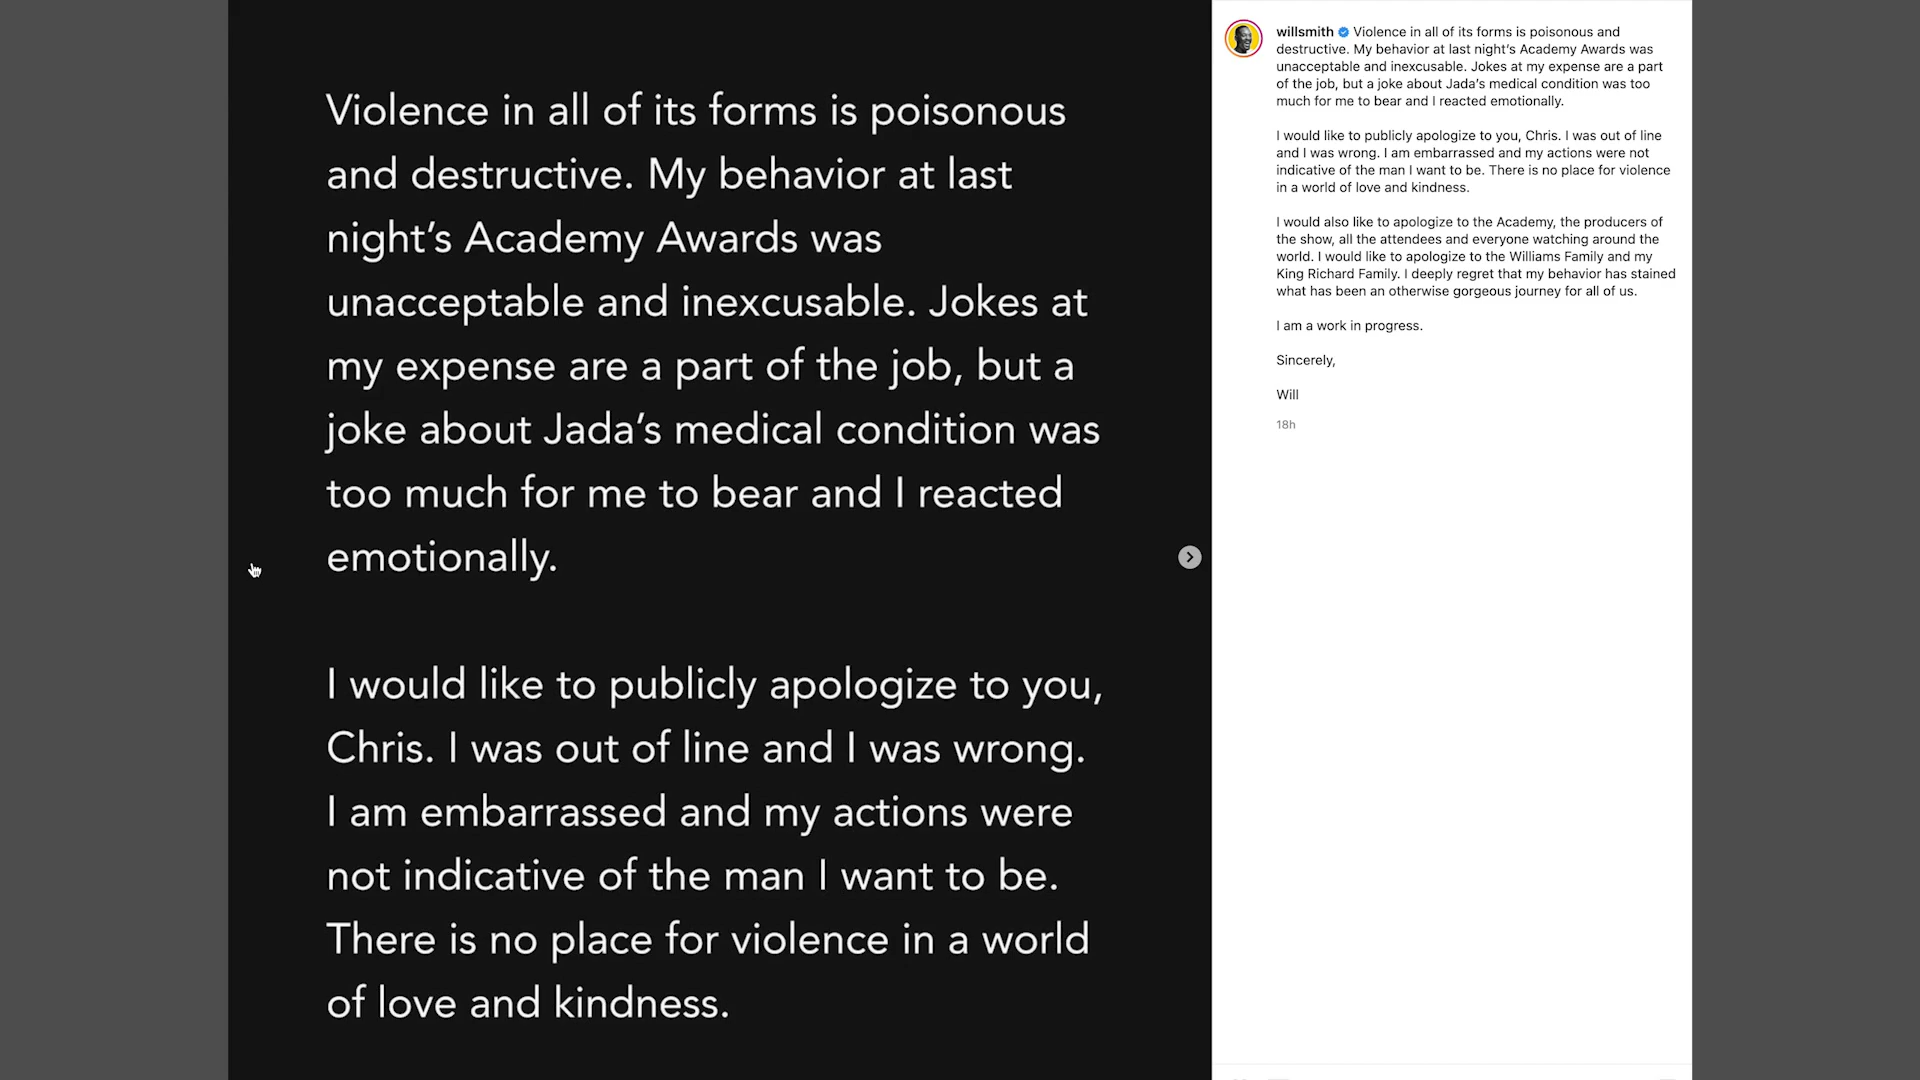 Violence in all of its forms is poisonous
and destructive. My behavior at last
night’s Academy Awards was
unacceptable and inexcusable. Jokes at
my expense are a part of the job, but a
joke about Jada’s medical condition was
too much for me to bear and I reacted
emotionally.
I would like to publicly apologize to you,
Chris. I was out of line and I was wrong.
I am embarrassed and my actions were
not indicative of the man I want to be.
There is no place for violence in a world
of love and kindness.
willsmith Violence in all of its forms is poisonous and
destructive. My behavior at last night’s Academy Awards was
unacceptable and inexcusable. Jokes at my expense are a part
of the job, but a joke about Jada’s medical condition was too
much for me to bear and I reacted emotionally.
I would like to publicly apologize to you, Chris. I was out of line
and I was wrong. I am embarrassed and my actions were not
indicative of the man I want to be. There is no place for violence
in a world of love and kindness.
I would also like to apologize to the Academy, the producers of
the show, all the attendees and everyone watching around the
world. I would like to apologize to the Williams Family and my
King Richard Family. I deeply regret that my behavior has stained
what has been an otherwise gorgeous journey for all of us.
I am a work in progress.
Sincerely,
Will
18h